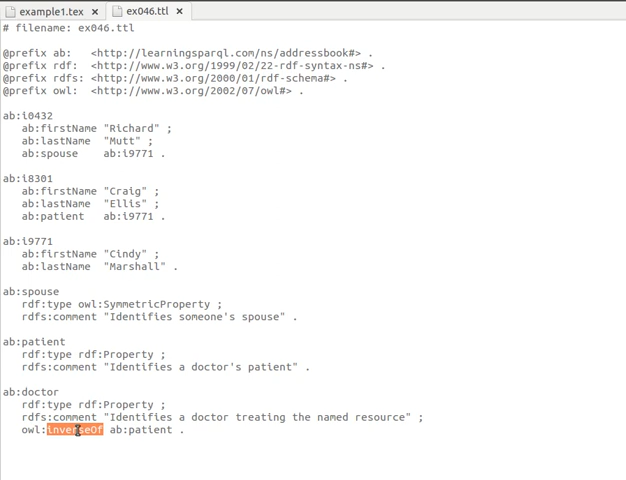 example1.tex × ex046.ttl ×
# filename: ex046.ttl
@prefix ab: <http://learningsparql.com/ns/addressbook#> .
@prefix rdf: <http://www.w3.org/1999/02/22-rdf-syntax-ns#> .
@prefix rdfs: <http://www.w3.org/2000/01/rdf-schema#> .
@prefix owl: <http://www.w3.org/2002/07/owl#> .
ab:i0432
ab:firstName "Richard" ;
ab:lastName "Mutt" ;
ab:spouse ab:i9771 .
ab:i8301
ab:firstName "Craig" ;
ab:lastName "Ellis" ;
ab:patient ab:i9771 .
ab:i9771
ab:firstName "Cindy" ;
ab:lastName "Marshall" .
ab:spouse
rdf:type owl:SymmetricProperty ;
rdfs:comment "Identifies someone's spouse" .
ab:patient
rdf:type rdf:Property ;
rdfs:comment "Identifies a doctor's patient" .
ab:doctor
rdf:type rdf:Property ;
rdfs:comment "Identifies a doctor treating the named resource" ;
owl:inverseOf ab:patient .